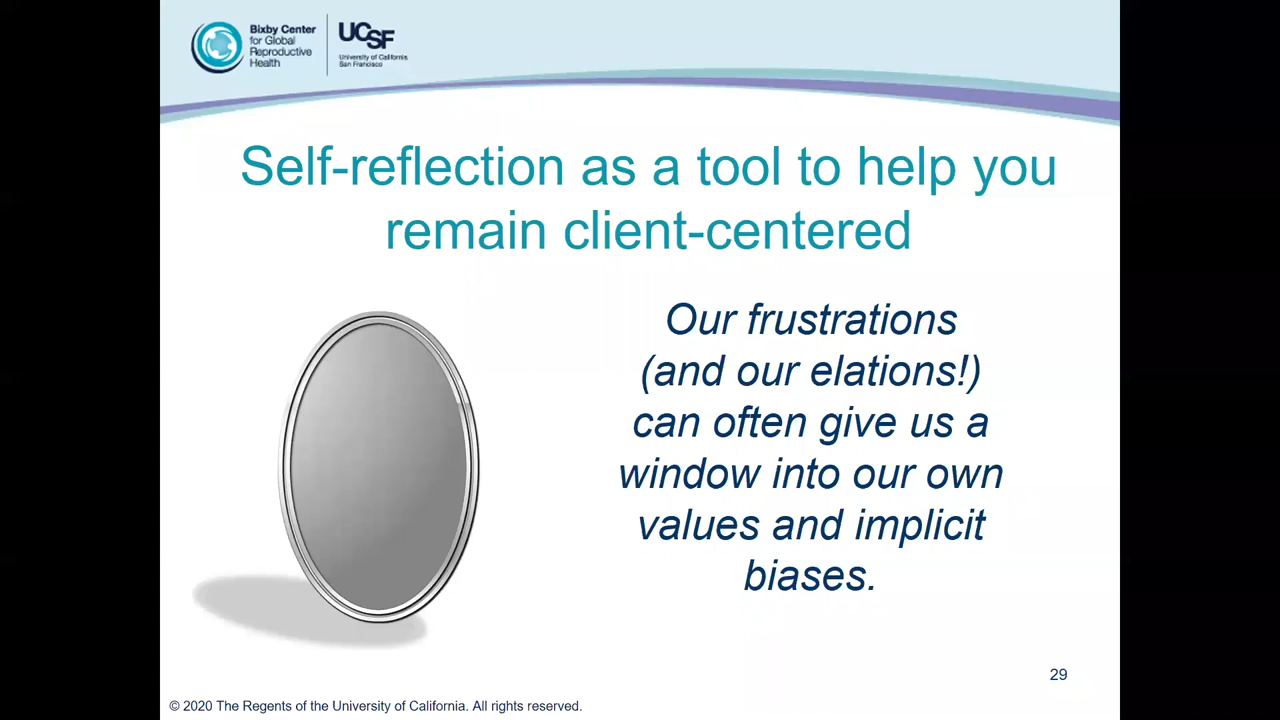 Bixby Center
for Global
Reproductive
Health
UCSF
University of California
San Francisco
Self-reflection as a tool to help you
remain client-centered
Our frustrations
(and our elations!)
can often give us a
window into our own
values and implicit
biases.
29
© 2020 The Regents of the University of California. All rights reserved.